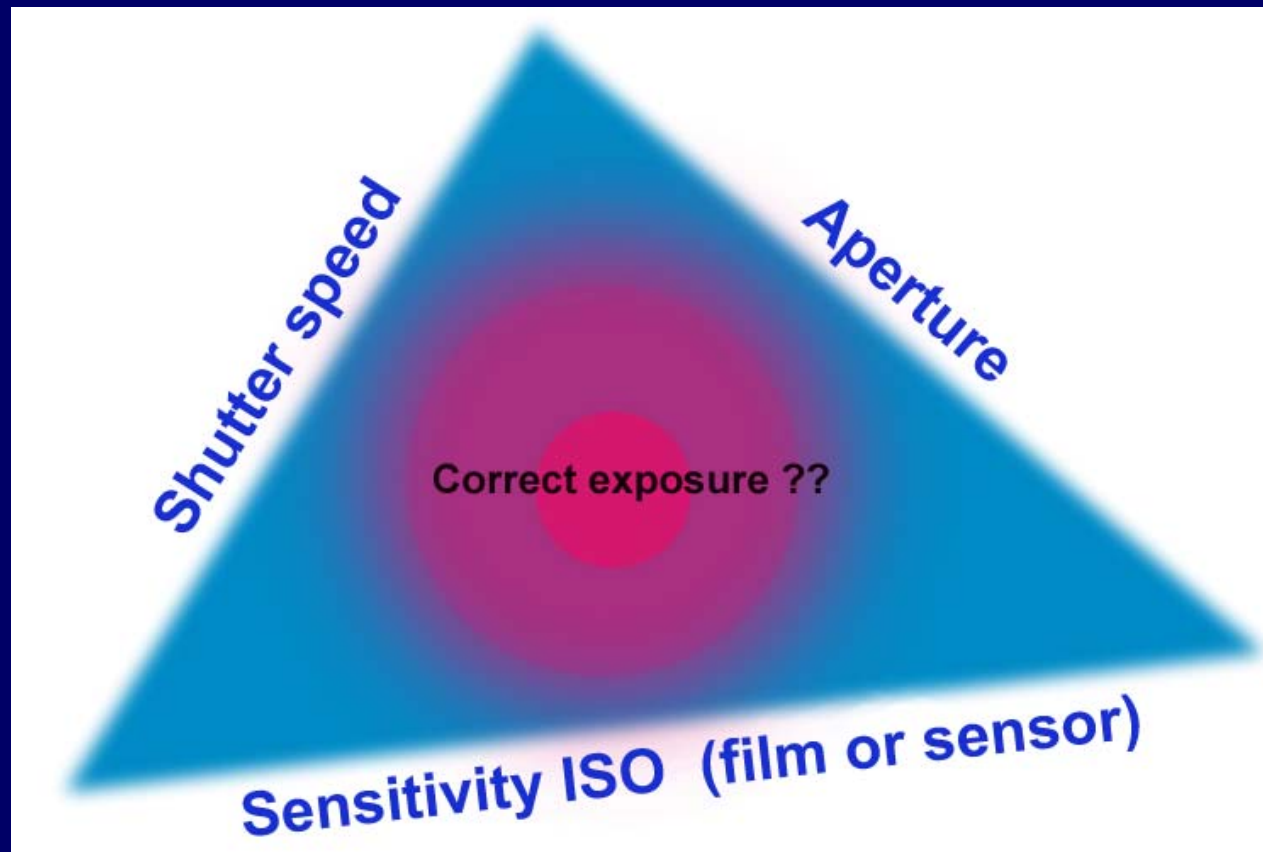 Shutter speed
Aperture
Correct exposure ??
Sensitivity ISO (film or sensor)